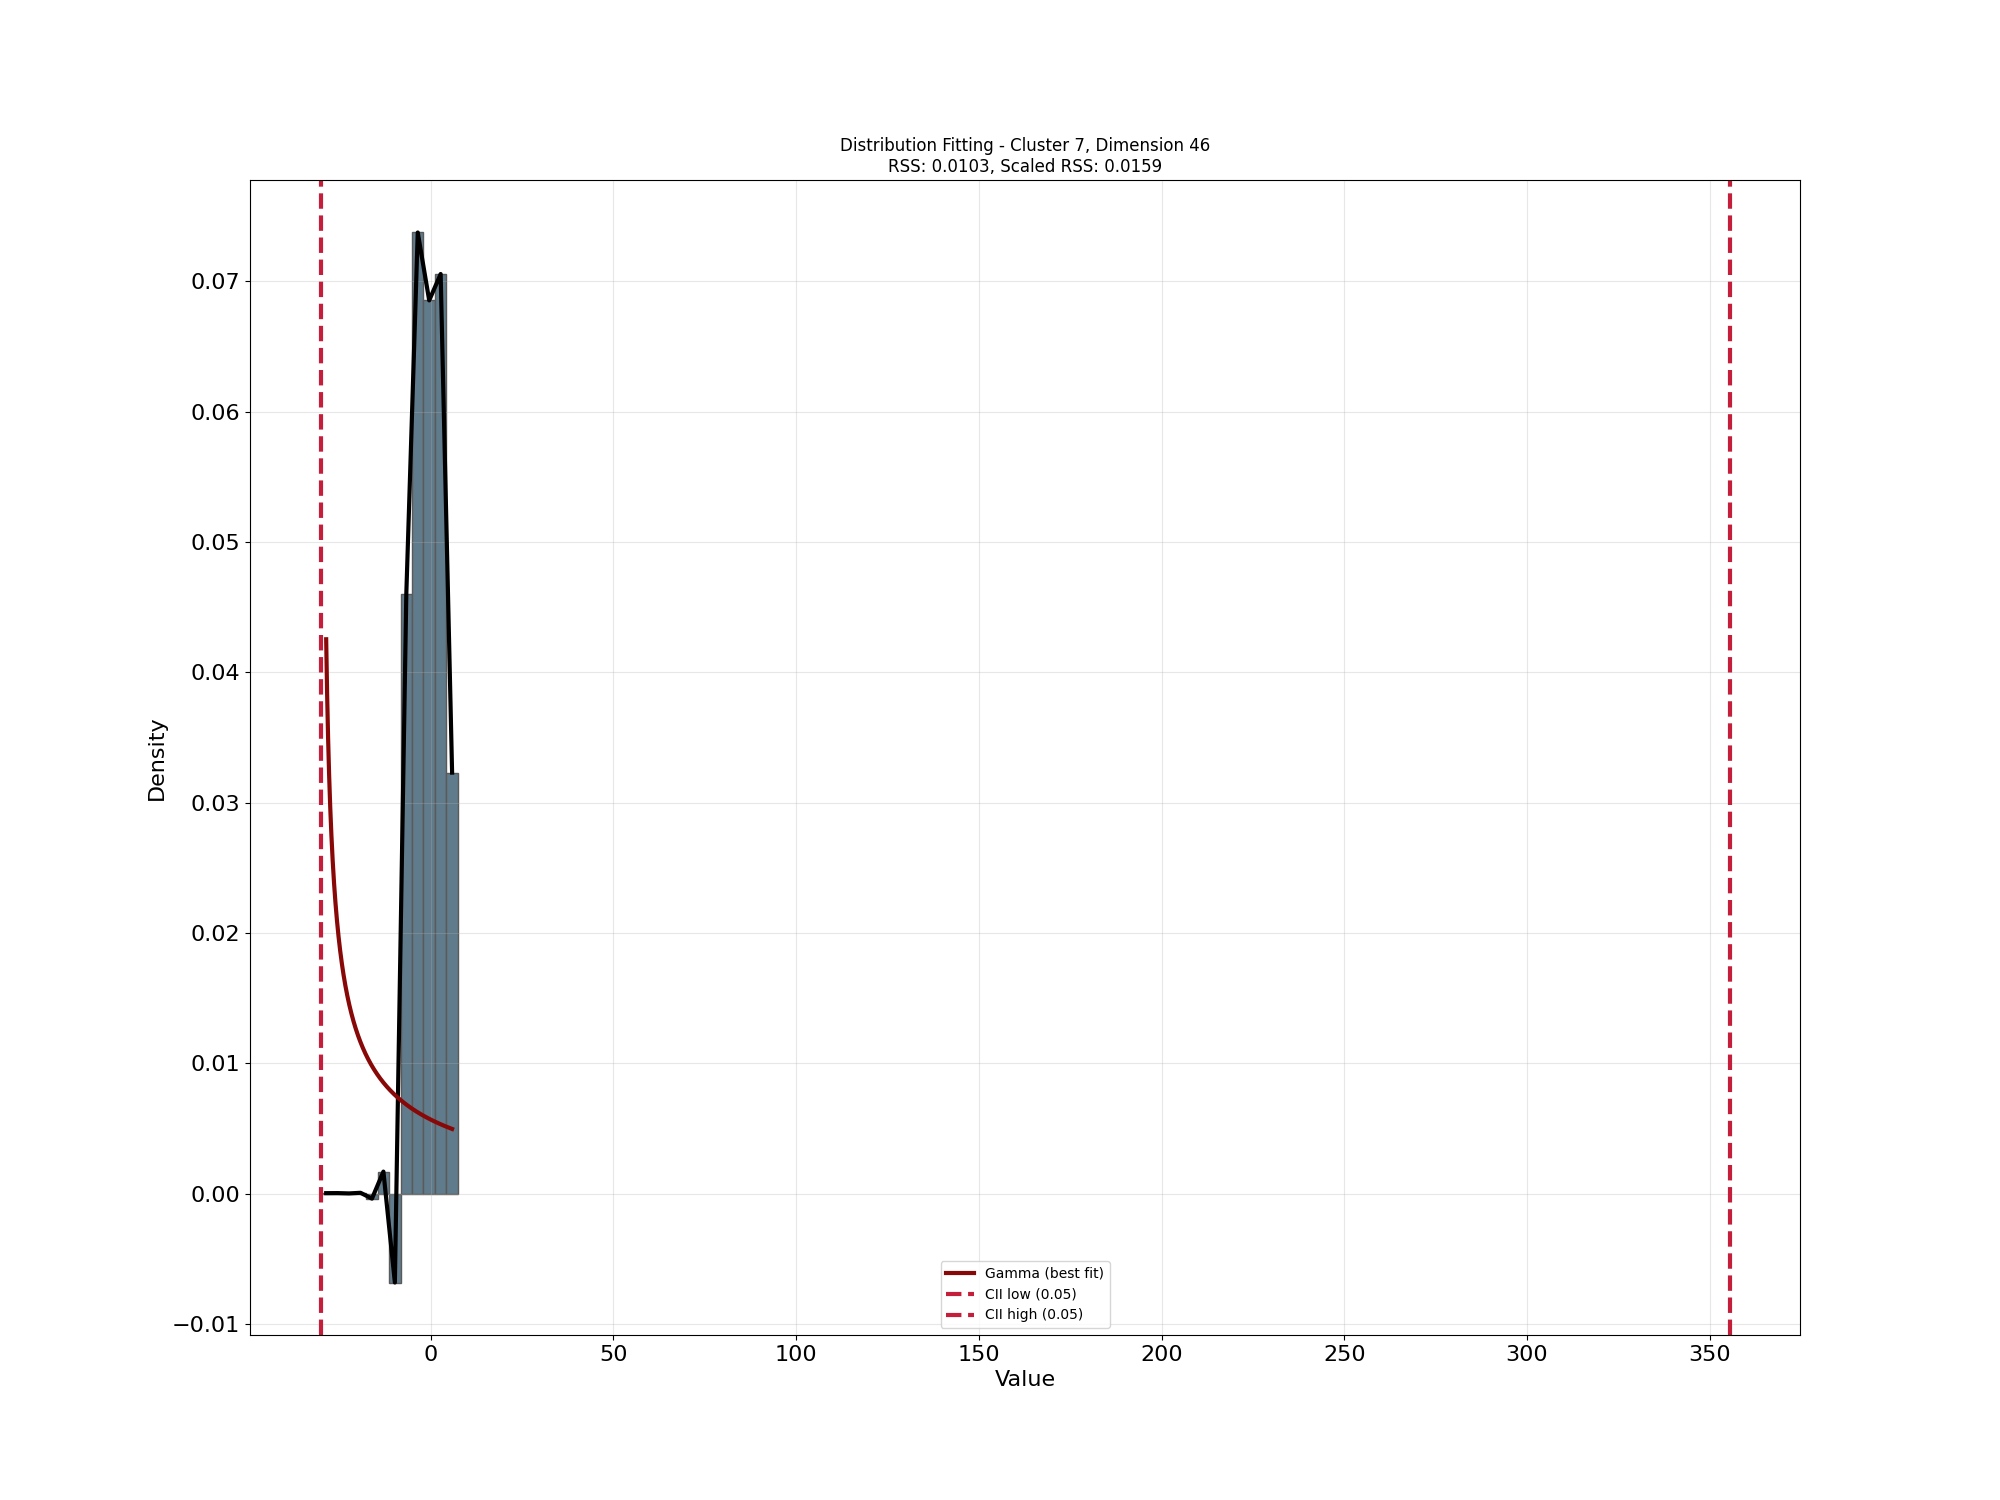 Distribution Fitting - Cluster 7, Dimension 46
RSS: 0.0103, Scaled RSS: 0.0159
0.07
0.06
0.05
0.04
0.03
0.02
0.01
0.00
−0.01
Density
Gamma (best fit)
CII low (0.05)
CII high (0.05)
0 50 100 150 200 250 300 350
Value